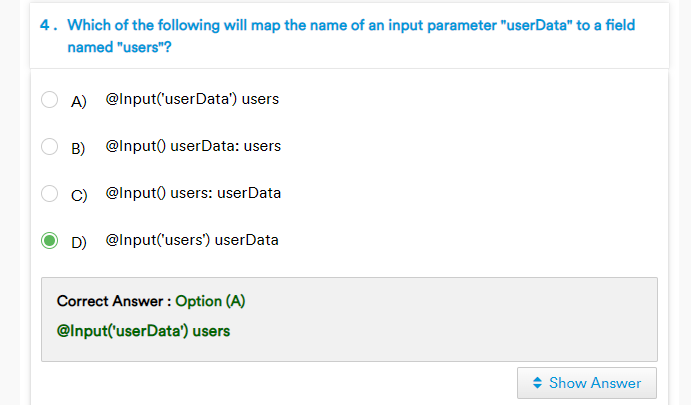 4. Which of the following will map the name of an input parameter "userData" to a field
named "users"?
A) @Input('userData') users
B) @Input() userData: users
C) @Input() users: userData
D) @Input('users') userData
Correct Answer : Option (A)
@Input('userData') users
Show Answer